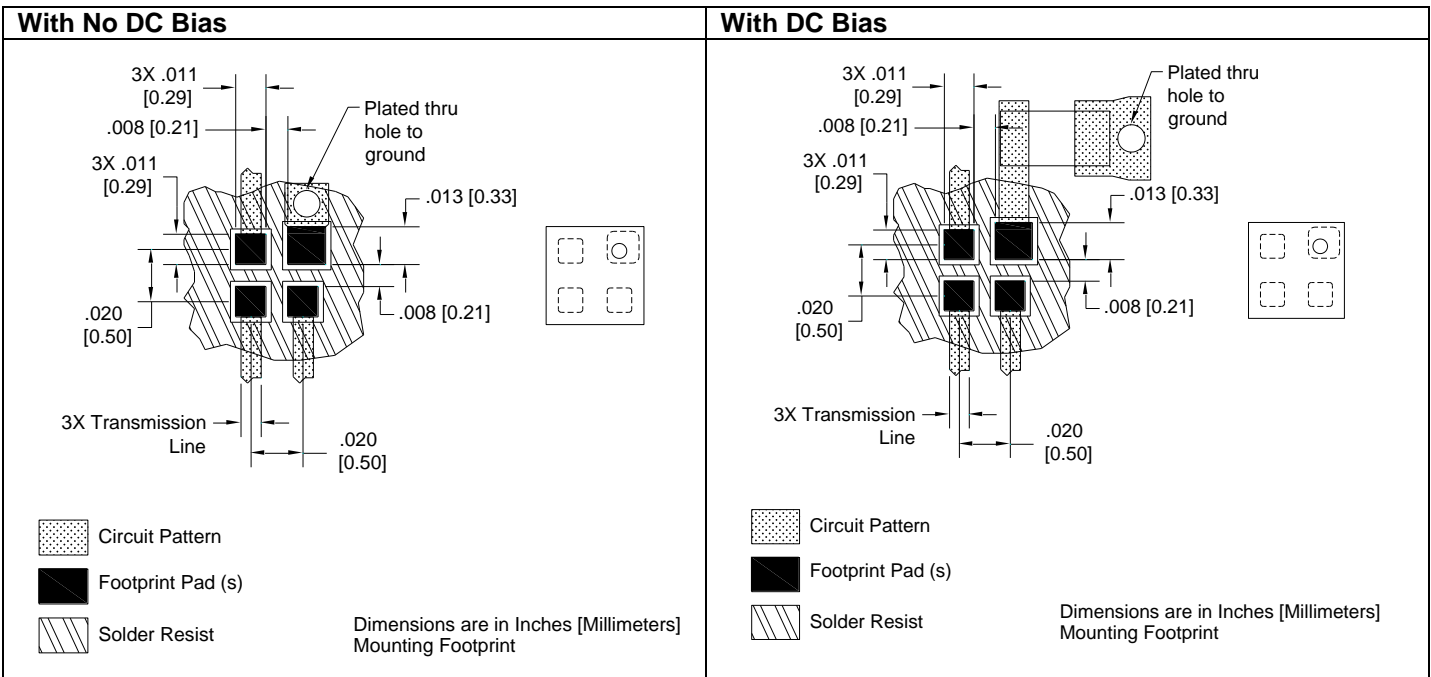 With No DC Bias
3X .011
[0.29]
Plated thru
hole to
ground
.008 [0.21]
3X .011
[0.29]
.013 [0.33]
.020
[0.50]
.008 [0.21]
3X Transmission
Line
.020
[0.50]
Circuit Pattern
Footprint Pad (s)
Solder Resist
Dimensions are in Inches [Millimeters]
Mounting Footprint
With DC Bias
3X .011
[0.29]
Plated thru
hole to
ground
.008 [0.21]
3X .011
[0.29]
.013 [0.33]
.020
[0.50]
.008 [0.21]
3X Transmission
Line
.020
[0.50]
Circuit Pattern
Footprint Pad (s)
Solder Resist
Dimensions are in Inches [Millimeters]
Mounting Footprint